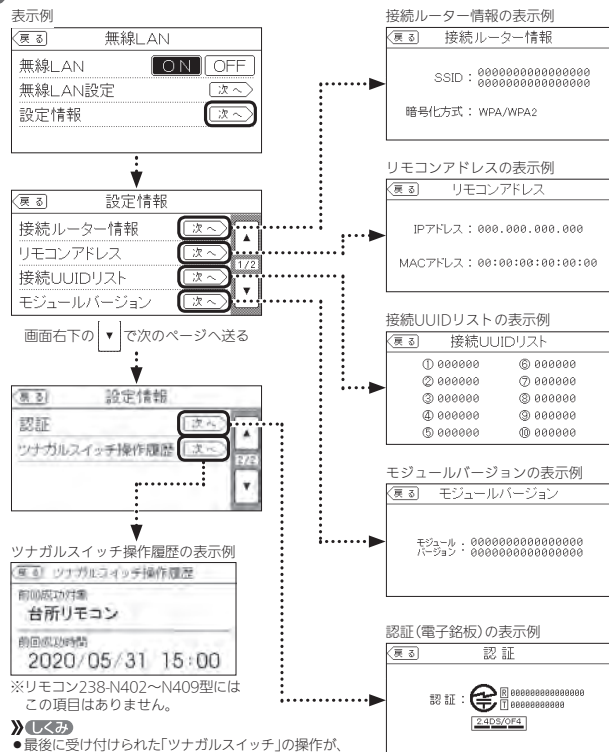 表示例
戻る 無線LAN
無線LAN ON OFF
無線LAN設定 次へ
設定情報 次へ
戻る 設定情報
接続ルーター情報 次へ
リモコンアドレス 次へ
接続UUIDリスト 次へ
モジュールバージョン 次へ
▲
1/2
▼
画面右下の ▼ で次のページへ送る
戻る 設定情報
認証 次へ
ツナガルスイッチ操作履歴 次へ
▲
2/2
▼
ツナガルスイッチ操作履歴の表示例
戻る ツナガルスイッチ操作履歴
前回成功対象
台所リモコン
前回成功時間
2020/05/31 15:00
※リモコン238-N402～N409型には
この項目はありません。
》しくみ
●最後に受け付けられた「ツナガルスイッチ」の操作が、
接続ルーター情報の表示例
戻る 接続ルーター情報
SSID : 0000000000000000
0000000000000000
暗号化方式 : WPA/WPA2
リモコンアドレスの表示例
戻る リモコンアドレス
IPアドレス : 000.000.000.000
MACアドレス : 00:00:00:00:00:00
接続UUIDリストの表示例
戻る 接続UUIDリスト
① 000000 ⑥ 000000
② 000000 ⑦ 000000
③ 000000 ⑧ 000000
④ 000000 ⑨ 000000
⑤ 000000 ⑩ 000000
モジュールバージョンの表示例
戻る モジュールバージョン
モジュール : 0000000000000000
バージョン : 0000000000000000
認証(電子銘板)の表示例
戻る 認証
認証 : R 00000000000000
T 00000000000
2.4DS/OF4